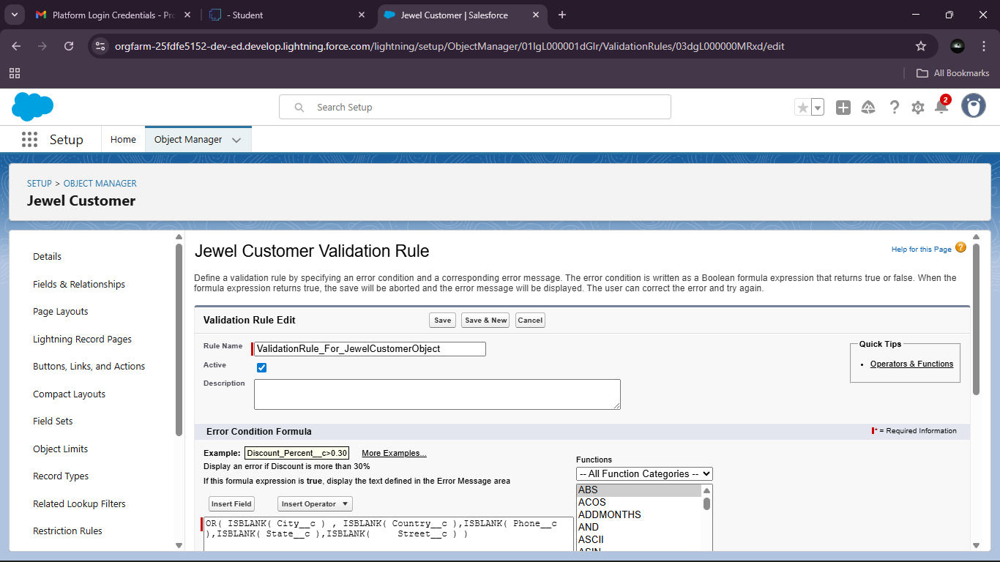 Platform Login Credentials - Pr
- Student
Jewel Customer | Salesforce
orgfarm-25fdfe5152-dev-ed.develop.lightning.force.com/lightning/setup/ObjectManager/01IgL000001dGIr/ValidationRules/03dgL000000MRxd/edit
All Bookmarks
Search Setup
2
Setup
Home
Object Manager
SETUP > OBJECT MANAGER
Jewel Customer
Details
Fields & Relationships
Page Layouts
Lightning Record Pages
Buttons, Links, and Actions
Compact Layouts
Field Sets
Object Limits
Record Types
Related Lookup Filters
Restriction Rules
Jewel Customer Validation Rule
Help for this Page
Define a validation rule by specifying an error condition and a corresponding error message. The error condition is written as a Boolean formula expression that returns true or false. When the
formula expression returns true, the save will be aborted and the error message will be displayed. The user can correct the error and try again.
Validation Rule Edit
Save
Save & New
Cancel
Rule Name
ValidationRule_For_JewelCustomerObject
Active
Description
Quick Tips
• Operators & Functions
Error Condition Formula
* = Required Information
Example: Discount_Percent__c>0.30 More Examples...
Display an error if Discount is more than 30%
If this formula expression is true, display the text defined in the Error Message area
Insert Field
Insert Operator
OR( ISBLANK( City__c ) , ISBLANK( Country__c ),ISBLANK( Phone__c
),ISBLANK( State__c ),ISBLANK(     Street__c ) )
Functions
-- All Function Categories --
ABS
ACOS
ADDMONTHS
AND
ASCII
ASIN